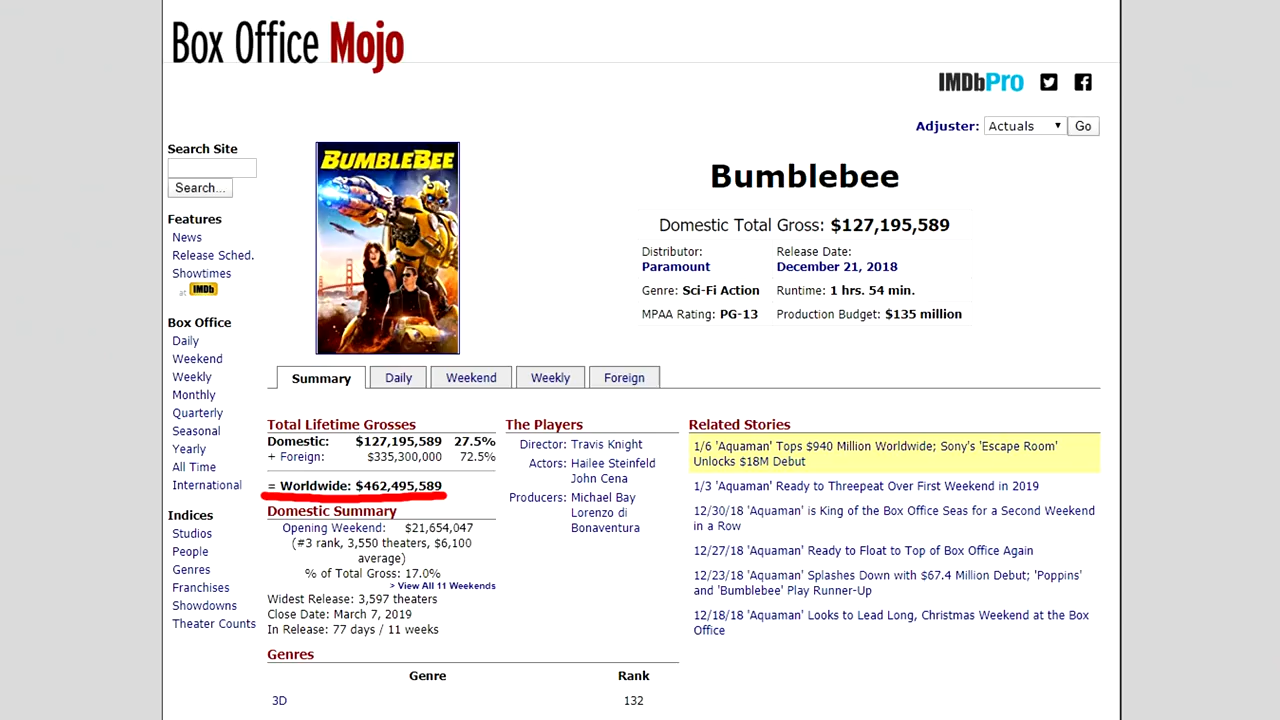 Box Office Mojo
IMDbPro
Adjuster: Actuals Go
Search Site
Search...
Features
News
Release Sched.
Showtimes
at IMDb
Box Office
Daily
Weekend
Weekly
Monthly
Quarterly
Seasonal
Yearly
All Time
International
Indices
Studios
People
Genres
Franchises
Showdowns
Theater Counts
BUMBLEBEE
Bumblebee
Domestic Total Gross: $127,195,589
Distributor: Release Date:
Paramount December 21, 2018
Genre: Sci-Fi Action Runtime: 1 hrs. 54 min.
MPAA Rating: PG-13 Production Budget: $135 million
Summary Daily Weekend Weekly Foreign
Total Lifetime Grosses
Domestic: $127,195,589 27.5%
+ Foreign: $335,300,000 72.5%
= Worldwide: $462,495,589
Domestic Summary
Opening Weekend: $21,654,047
(#3 rank, 3,550 theaters, $6,100
average)
% of Total Gross: 17.0%
> View All 11 Weekends
Widest Release: 3,597 theaters
Close Date: March 7, 2019
In Release: 77 days / 11 weeks
The Players
Director: Travis Knight
Actors: Hailee Steinfeld
John Cena
Producers: Michael Bay
Lorenzo di
Bonaventura
Related Stories
1/6 'Aquaman' Tops $940 Million Worldwide; Sony's 'Escape Room'
Unlocks $18M Debut
1/3 'Aquaman' Ready to Threepeat Over First Weekend in 2019
12/30/18 'Aquaman' is King of the Box Office Seas for a Second Weekend
in a Row
12/27/18 'Aquaman' Ready to Float to Top of Box Office Again
12/23/18 'Aquaman' Splashes Down with $67.4 Million Debut; 'Poppins'
and 'Bumblebee' Play Runner-Up
12/18/18 'Aquaman' Looks to Lead Long, Christmas Weekend at the Box
Office
Genres
Genre Rank
3D 132